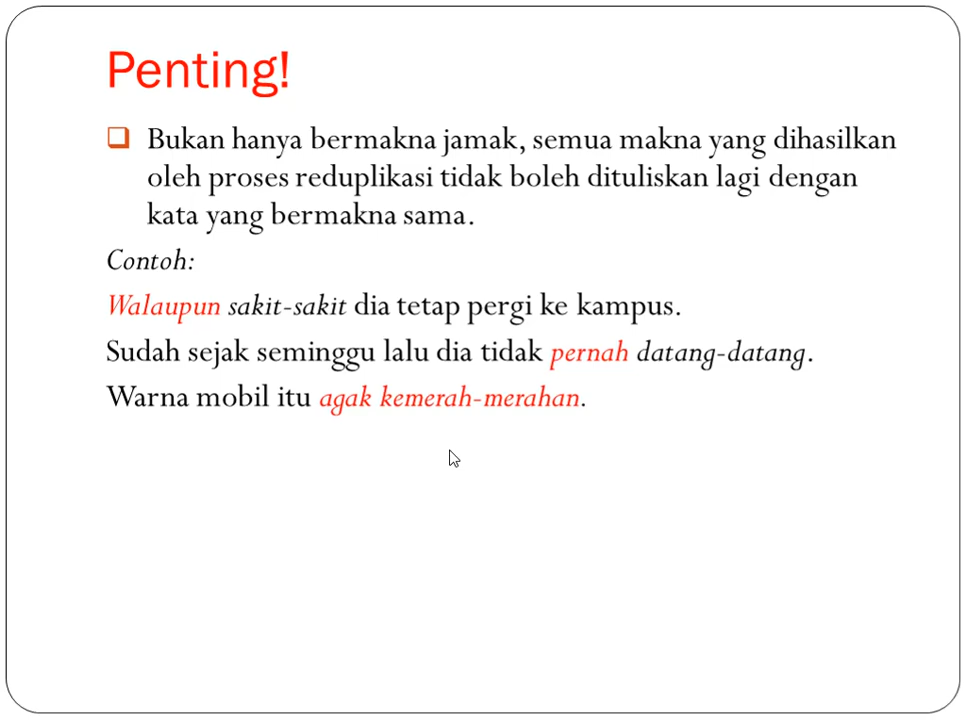 Penting!
Bukan hanya bermakna jamak, semua makna yang dihasilkan
oleh proses reduplikasi tidak boleh dituliskan lagi dengan
kata yang bermakna sama.
Contoh:
Walaupun sakit-sakit dia tetap pergi ke kampus.
Sudah sejak seminggu lalu dia tidak pernah datang-datang.
Warna mobil itu agak kemerah-merahan.